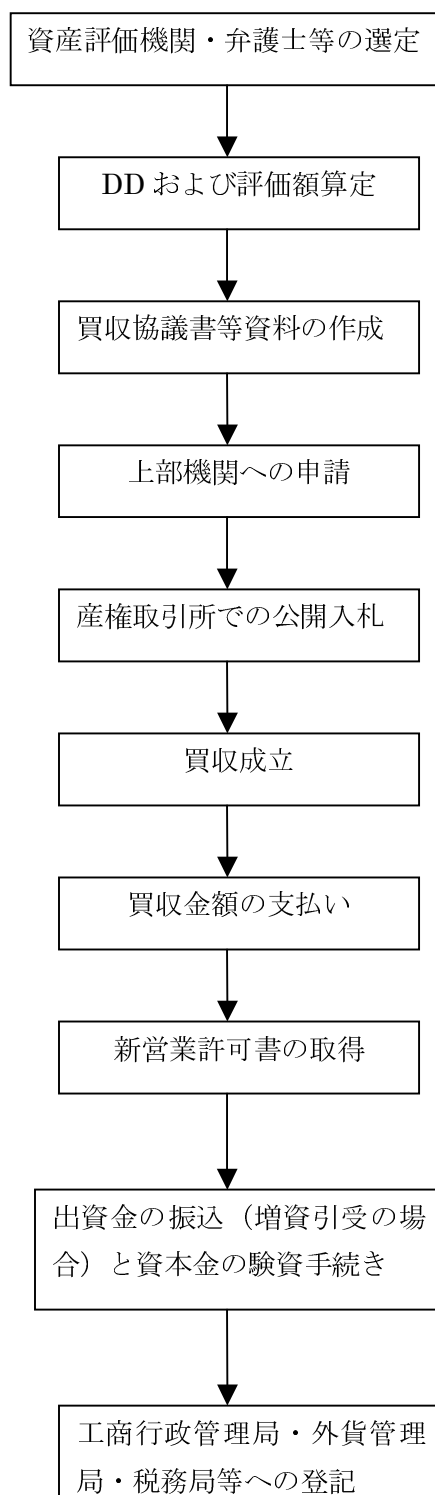 資産評価機関・弁護士等の選定
DD および評価額算定
買収協議書等資料の作成
上部機関への申請
産権取引所での公開入札
買収成立
買収金額の支払い
新営業許可書の取得
出資金の振込（増資引受の場
合）と資本金の験資手続き
工商行政管理局・外貨管理
局・税務局等への登記